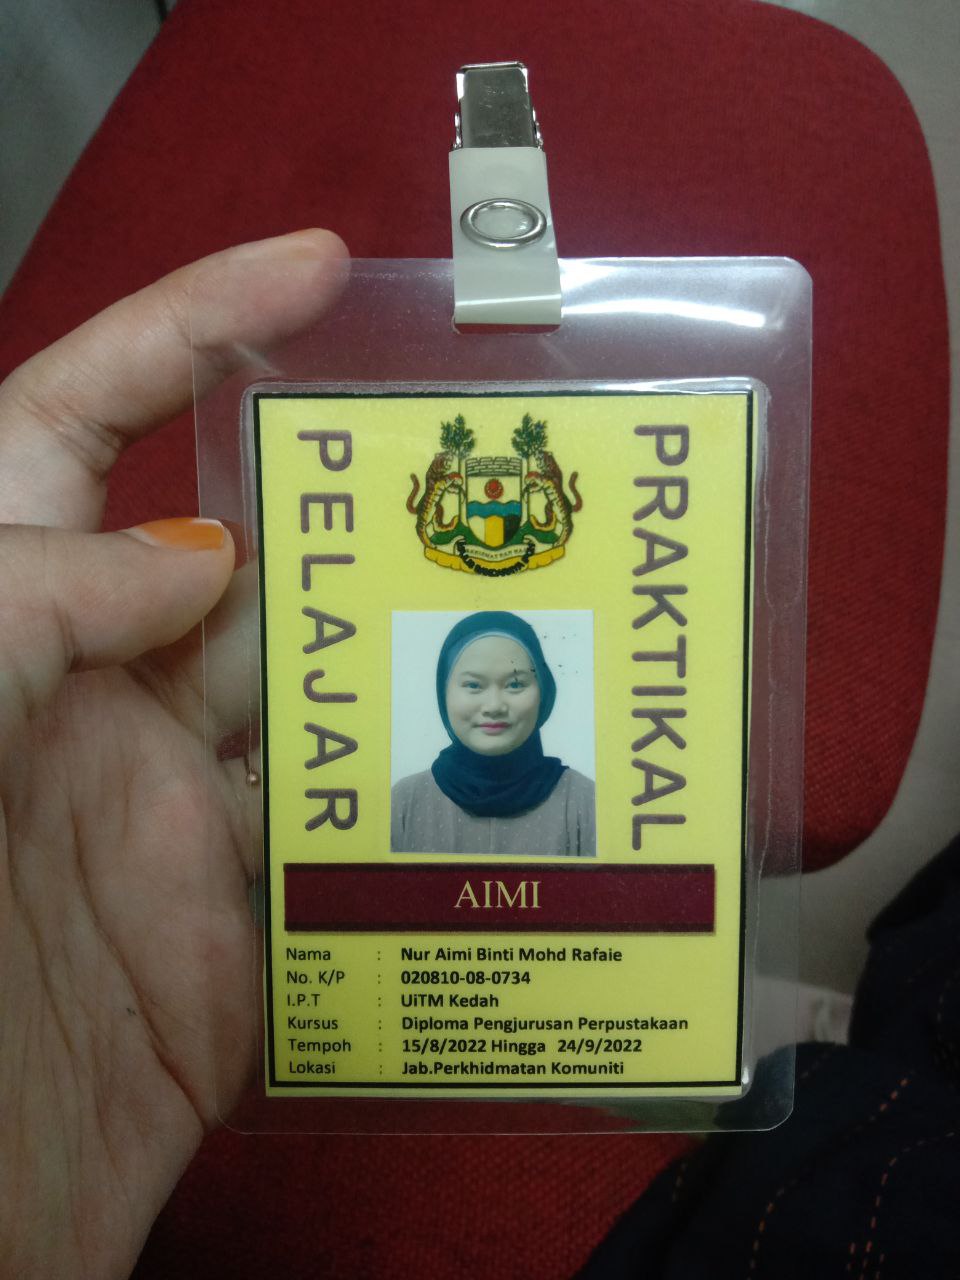 PELAJAR
PRAKTIKAL
AIMI
Nama : Nur Aimi Binti Mohd Rafaie
No. K/P : 020810-08-0734
I.P.T : UiTM Kedah
Kursus : Diploma Pengjurusan Perpustakaan
Tempoh : 15/8/2022 Hingga 24/9/2022
Lokasi : Jab.Perkhidmatan Komuniti